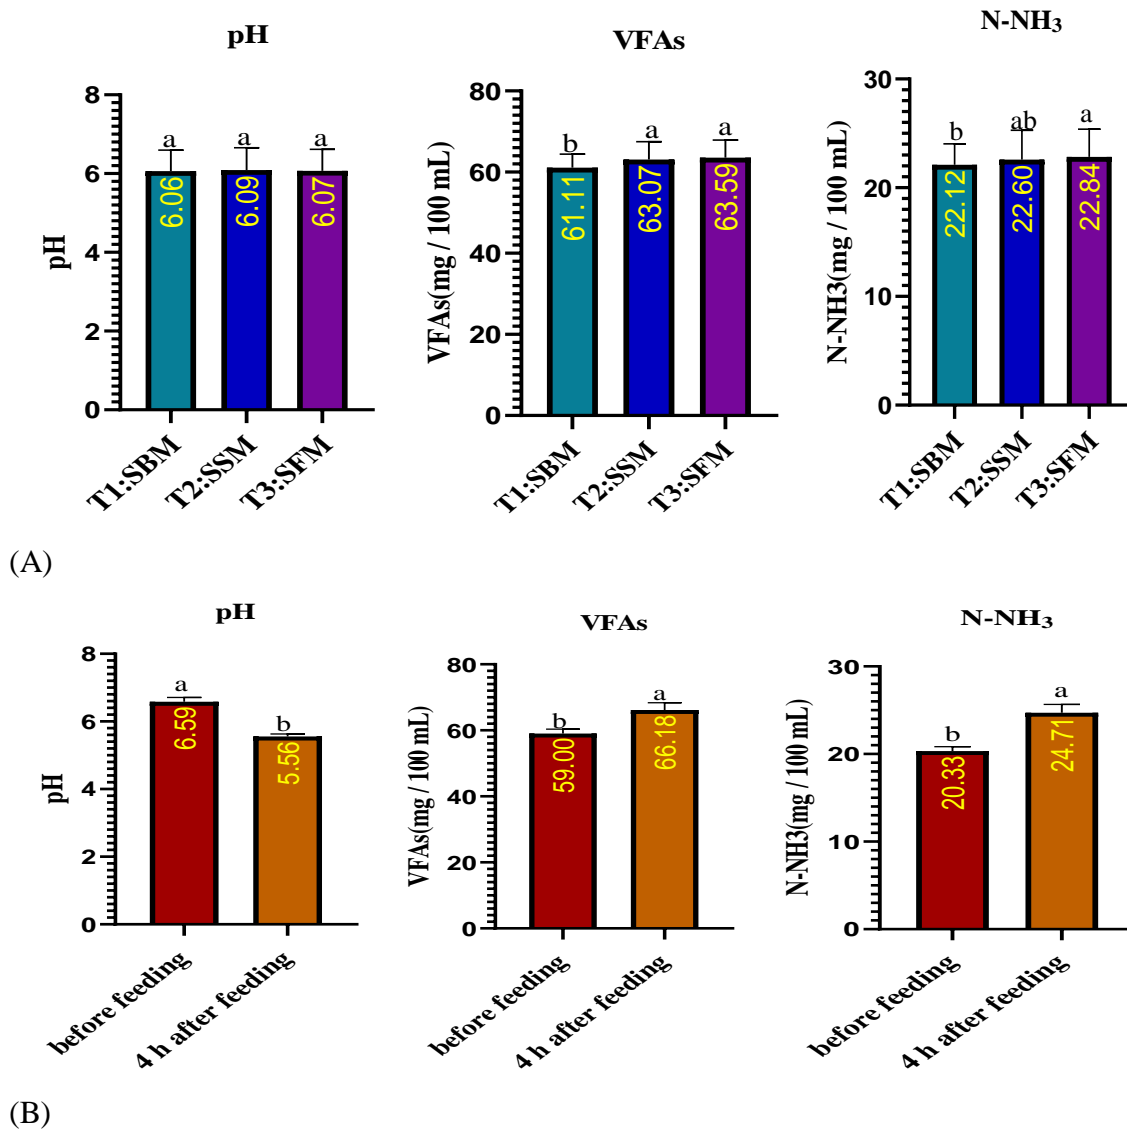 pH
pH
8
6
4
2
0
a
a
a
6.06
6.09
6.07
T1:SBM
T2:SSM
T3:SFM
VFAs
VFAs(mg / 100 mL)
80
60
40
20
0
b
a
a
61.11
63.07
63.59
T1:SBM
T2:SSM
T3:SFM
N-NH3
N-NH3(mg / 100 mL)
30
20
10
0
b
ab
a
22.12
22.60
22.84
T1:SBM
T2:SSM
T3:SFM
(A)
pH
pH
8
6
4
2
0
a
b
6.59
5.56
before feeding
4 h after feeding
VFAs
VFAs(mg / 100 mL)
80
60
40
20
0
b
a
59.00
66.18
before feeding
4 h after feeding
N-NH3
N-NH3(mg / 100 mL)
30
20
10
0
b
a
20.33
24.71
before feeding
4 h after feeding
(B)